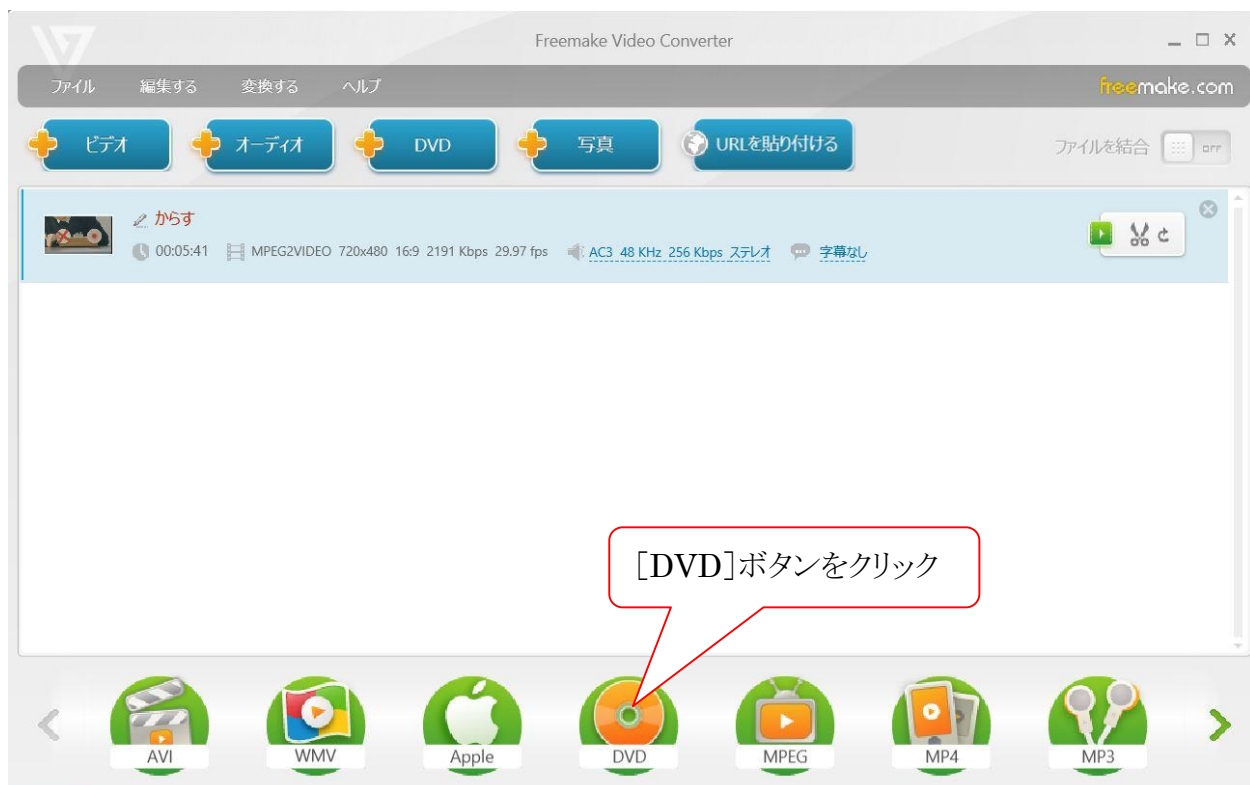 Freemake Video Converter
ファイル 編集する 変換する ヘルプ freemake.com
ビデオ オーディオ DVD 写真 URLを貼り付ける ファイルを結合 OFF
からす
00:05:41 MPEG2VIDEO 720x480 16:9 2191 Kbps 29.97 fps AC3 48 KHz 256 Kbps ステレオ 字幕なし
[DVD]ボタンをクリック
AVI WMV Apple DVD MPEG MP4 MP3